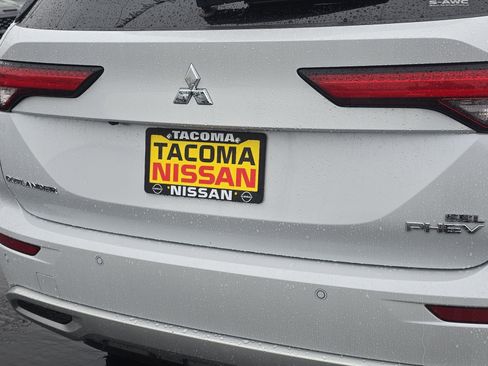 S-AWC
TACOMA
TACOMA
NISSAN
NISSAN
OUTLANDER
SEL
PHEV